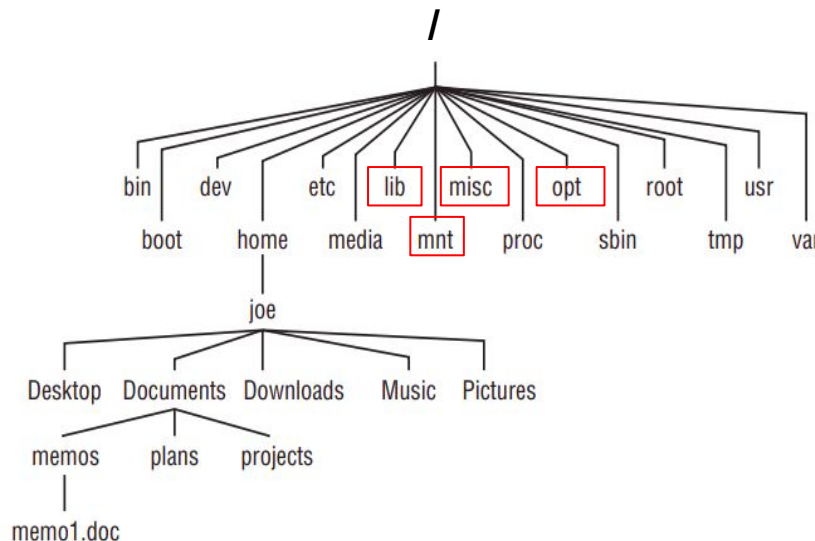 /
bin dev etc lib misc opt root usr
boot home media mnt proc sbin tmp va
joe
Desktop Documents Downloads Music Pictures
memos plans projects
memo1.doc